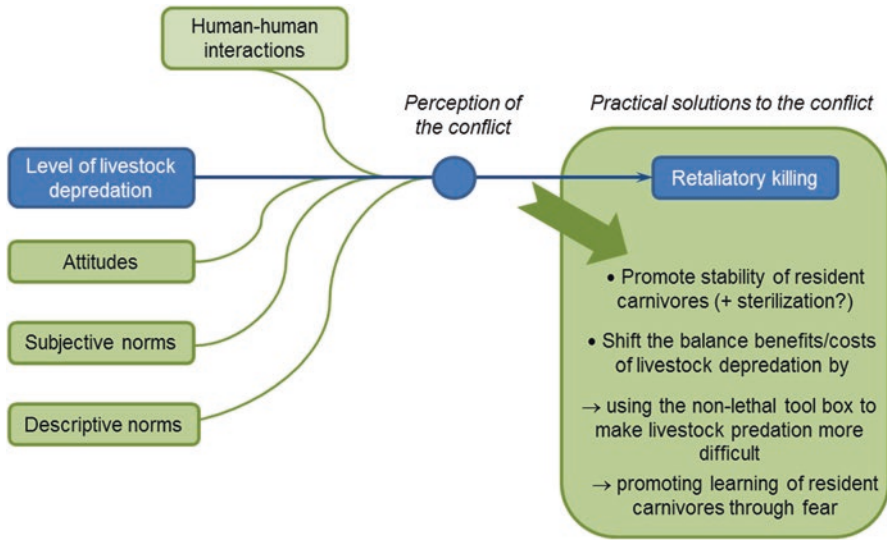 Human-human
interactions
Perception of
the conflict
Practical solutions to the conflict
Level of livestock
depredation
Retaliatory killing
Attitudes
Subjective norms
Descriptive norms
• Promote stability of resident
carnivores (+ sterilization?)
• Shift the balance benefits/costs
of livestock depredation by
→ using the non-lethal tool box to
make livestock predation more
difficult
→ promoting learning of resident
carnivores through fear